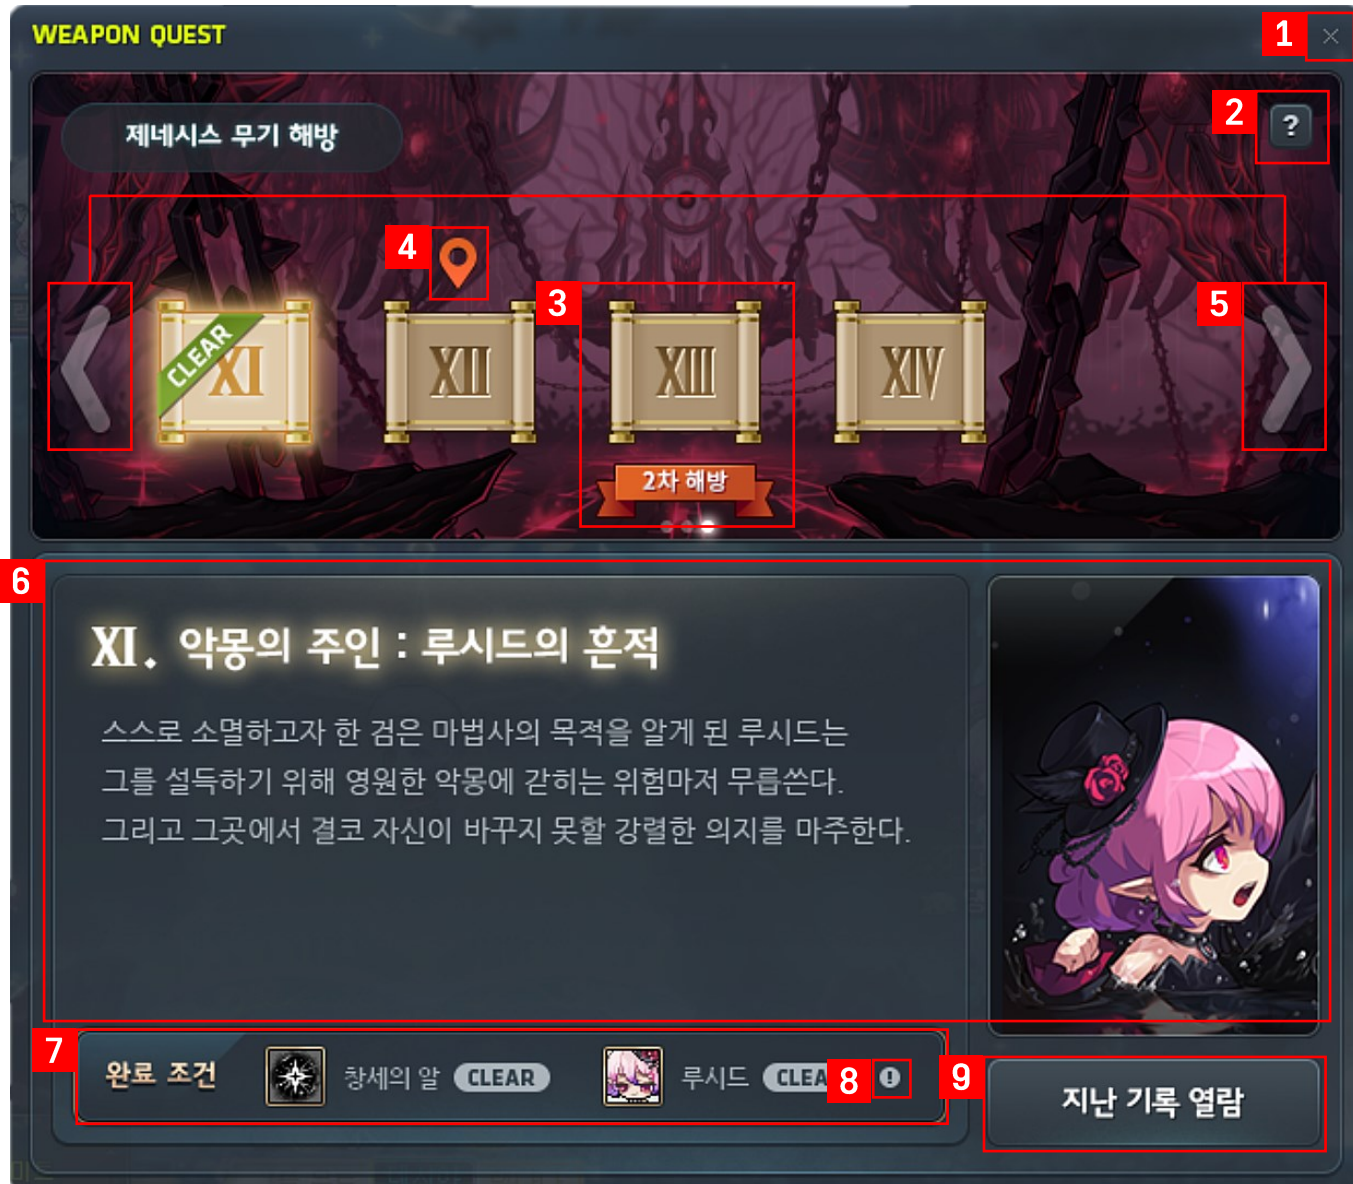 WEAPON QUEST
1
제네시스 무기 해방
2
?
4
3
5
CLEAR
XI
XII
XIII
XIV
2차 해방
6
XI. 악몽의 주인 : 루시드의 흔적
스스로 소멸하고자 한 검은 마법사의 목적을 알게 된 루시드는
그를 설득하기 위해 영원한 악몽에 갇히는 위험마저 무릅쓴다.
그리고 그곳에서 결코 자신이 바꾸지 못할 강렬한 의지를 마주한다.
7
완료 조건
창세의 알 CLEAR
루시드 CLEA
8
9
지난 기록 열람